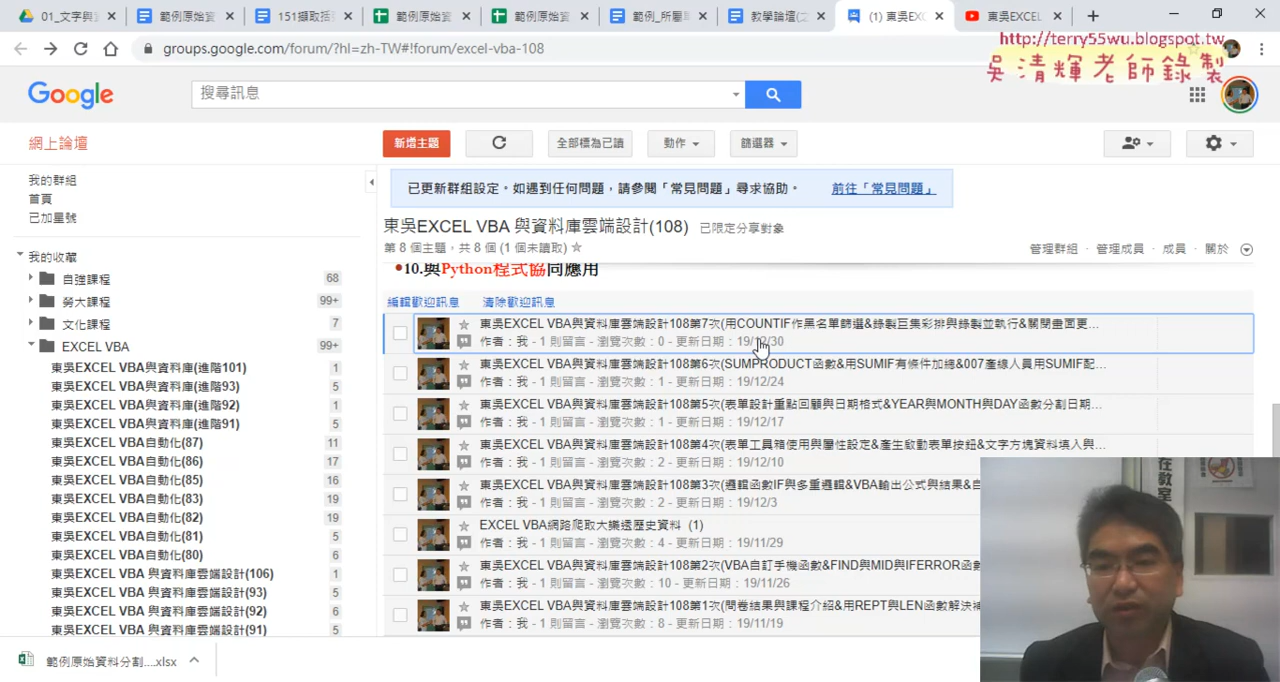 01_文字與
範例原始資
151擷取括
範例原始資
範例原始資
範例_所屬
教學論壇(文
(1) 東吳EX
東吳EXCEL
groups.google.com/forum/?hl=zh-TW#!forum/excel-vba-108
http://terry55wu.blogspot.tw
吳清輝老師錄製
Google
搜尋訊息
網上論壇
新增主題
全部標為已讀
動作
篩選器
我的群組
首頁
已加星號
已更新群組設定。如遇到任何問題，請參閱「常見問題」尋求協助。
前往「常見問題」
東吳EXCEL VBA 與資料庫雲端設計(108) 已限定分享對象
第 8 個主題，共 8 個 (1 個未讀取)
管理群組 · 管理成員 · 成員 · 關於
我的收藏
自強課程 68
勞大課程 99+
文化課程 7
EXCEL VBA 99+
東吳EXCEL VBA與資料庫(進階101) 1
東吳EXCEL VBA與資料庫(進階93) 5
東吳EXCEL VBA與資料庫(進階92) 1
東吳EXCEL VBA與資料庫(進階91) 5
東吳EXCEL VBA自動化(87) 11
東吳EXCEL VBA自動化(86) 17
東吳EXCEL VBA自動化(85) 16
東吳EXCEL VBA自動化(83) 19
東吳EXCEL VBA自動化(82) 19
東吳EXCEL VBA自動化(81) 5
東吳EXCEL VBA自動化(80) 6
東吳EXCEL VBA 與資料庫雲端設計(106) 1
東吳EXCEL VBA 與資料庫雲端設計(93) 5
東吳EXCEL VBA 與資料庫雲端設計(92) 6
東吳EXCEL VBA 與資料庫雲端設計(91) 5
•10.與Python程式協同應用
編輯歡迎訊息 清除歡迎訊息
東吳EXCEL VBA與資料庫雲端設計108第7次(用COUNTIF作黑名單篩選&錄製巨集彩排與錄製並執行&關閉畫面更...
作者：我 - 1 則留言 - 瀏覽次數：0 - 更新日期：19/12/30
東吳EXCEL VBA與資料庫雲端設計108第6次(SUMPRODUCT函數&用SUMIF有條件加總&007產線人員用SUMIF配...
作者：我 - 1 則留言 - 瀏覽次數：1 - 更新日期：19/12/24
東吳EXCEL VBA與資料庫雲端設計108第5次(表單設計重點回顧與日期格式&YEAR與MONTH與DAY函數分割日期...
作者：我 - 1 則留言 - 瀏覽次數：1 - 更新日期：19/12/17
東吳EXCEL VBA與資料庫雲端設計108第4次(表單工具箱使用與屬性設定&產生啟動表單按鈕&文字方塊資料填入與...
作者：我 - 1 則留言 - 瀏覽次數：2 - 更新日期：19/12/10
東吳EXCEL VBA與資料庫雲端設計108第3次(邏輯函數IF與多重邏輯&VBA輸出公式與結果&自
作者：我 - 1 則留言 - 瀏覽次數：2 - 更新日期：19/12/3
EXCEL VBA網路爬取大樂透歷史資料 (1)
作者：我 - 1 則留言 - 瀏覽次數：4 - 更新日期：19/11/29
東吳EXCEL VBA與資料庫雲端設計108第2次(VBA自訂手機函數&FIND與MID與IFERROR函
作者：我 - 1 則留言 - 瀏覽次數：10 - 更新日期：19/11/26
東吳EXCEL VBA與資料庫雲端設計108第1次(問卷結果與課程介紹&用REPT與LEN函數解決補
作者：我 - 1 則留言 - 瀏覽次數：8 - 更新日期：19/11/19
在教室
範例原始資料分割....xlsx